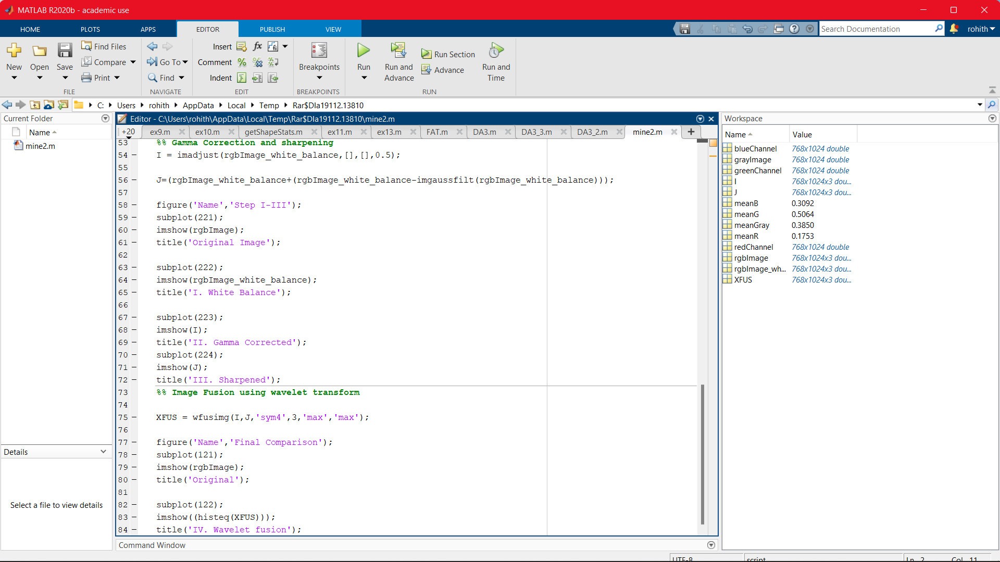 MATLAB R2020b - academic use
HOME PLOTS APPS EDITOR PUBLISH VIEW
Search Documentation
rohith
New
Open
Save
Find Files
Compare
Print
FILE
Go To
Find
NAVIGATE
Insert
fx
Comment
Indent
EDIT
Breakpoints
BREAKPOINTS
Run
Run and
Advance
Run Section
Advance
Run and
Time
RUN
C: Users rohith AppData Local Temp Rar$DIa19112.13810
Current Folder
Name
mine2.m
Details
Select a file to view details
Editor - C:\Users\rohith\AppData\Local\Temp\Rar$DIa19112.13810\mine2.m
+20 ex9.m ex10.m getShapeStats.m ex11.m ex13.m FAT.m DA3.m DA3_3.m DA3_2.m mine2.m
53 %% Gamma Correction and sharpening
54 — I = imadjust(rgbImage_white_balance,[],[],0.5);
55
56 — J=(rgbImage_white_balance+(rgbImage_white_balance-imgaussfilt(rgbImage_white_balance)));
57
58 — figure('Name','Step I-III');
59 — subplot(221);
60 — imshow(rgbImage);
61 — title('Original Image');
62
63 — subplot(222);
64 — imshow(rgbImage_white_balance);
65 — title('I. White Balance');
66
67 — subplot(223);
68 — imshow(I);
69 — title('II. Gamma Corrected');
70 — subplot(224);
71 — imshow(J);
72 — title('III. Sharpened');
73 %% Image Fusion using wavelet transform
74
75 — XFUS = wfusimg(I,J,'sym4',3,'max','max');
76
77 — figure('Name','Final Comparison');
78 — subplot(121);
79 — imshow(rgbImage);
80 — title('Original');
81
82 — subplot(122);
83 — imshow((histeq(XFUS)));
84 — title('IV. Wavelet fusion');
Command Window
Workspace
Name Value
blueChannel 768x1024 double
grayImage 768x1024 double
greenChannel 768x1024 double
I 768x1024x3 dou...
J 768x1024x3 dou...
meanB 0.3092
meanG 0.5064
meanGray 0.3850
meanR 0.1753
redChannel 768x1024 double
rgbImage 768x1024x3 dou...
rgbImage_wh... 768x1024x3 dou...
XFUS 768x1024x3 dou...
UTF-8 script Ln 2 Col 11